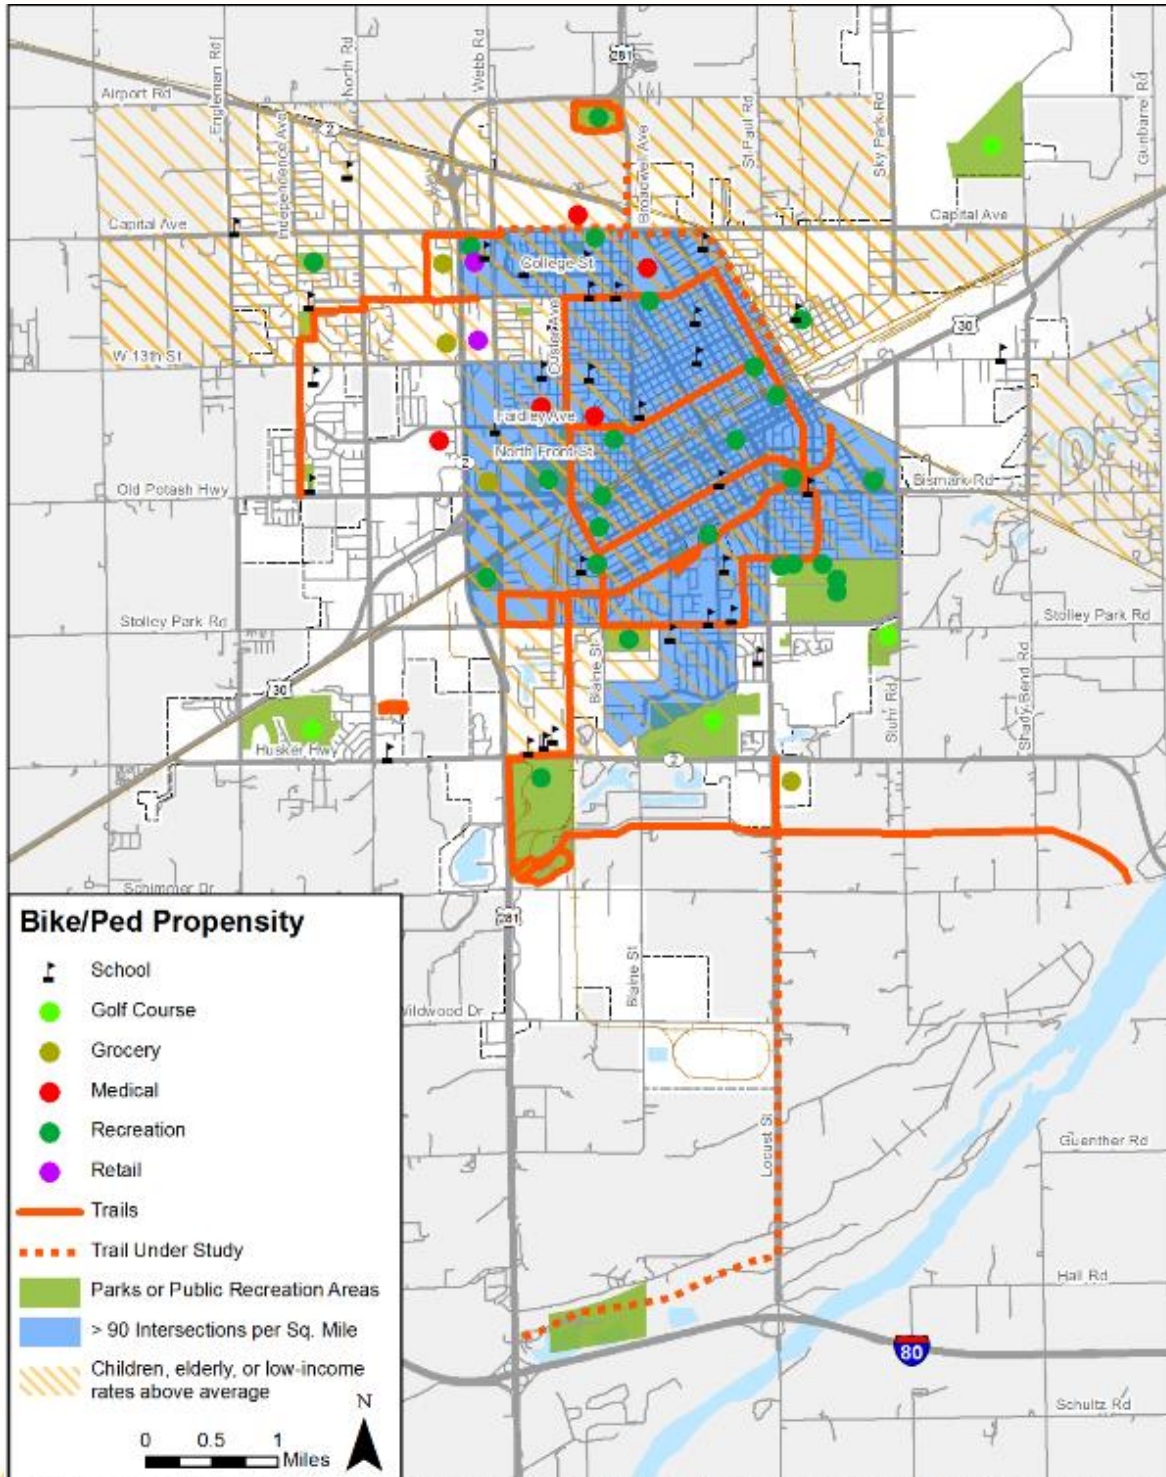 281
Engleman Rd
North Rd
Webb Rd
Airport Rd
Independence Ave
2
Broadwell Ave
St Paul Rd
Sky Park Rd
Gunbarrel Rd
Capital Ave
Capital Ave
College St
Custer Ave
30
W 13th St
Faidley Ave
North Front St
2
Old Potash Hwy
Bismark Rd
Stolley Park Rd
Stolley Park Rd
Blaine St
Stuhr Rd
Shady Bend Rd
30
Husker Hwy
2
Schimmer Dr
281
Blaine St
Wildwood Dr
Locust St
Guenther Rd
Hall Rd
80
Schultz Rd
Bike/Ped Propensity
School
Golf Course
Grocery
Medical
Recreation
Retail
Trails
Trail Under Study
Parks or Public Recreation Areas
> 90 Intersections per Sq. Mile
Children, elderly, or low-income
rates above average
N
0 0.5 1
Miles